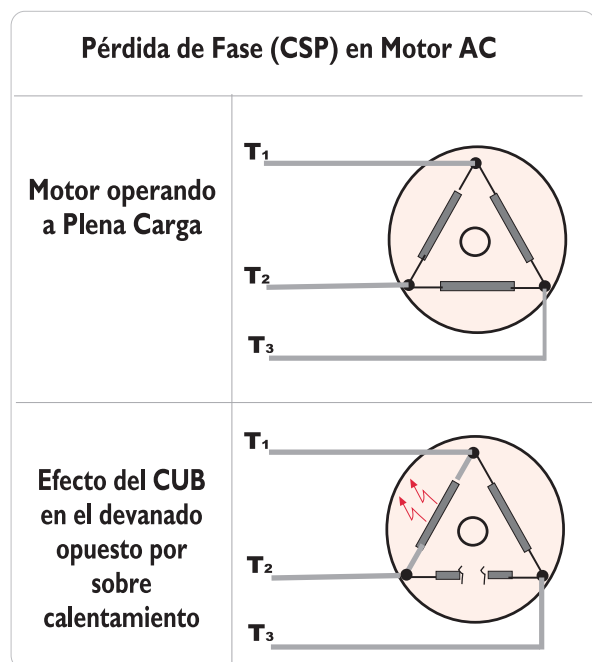 Pérdida de Fase (CSP) en Motor AC
Motor operando
a Plena Carga
T₁
T₂
T₃
Efecto del CUB
en el devanado
opuesto por
sobre
calentamiento
T₁
T₂
T₃